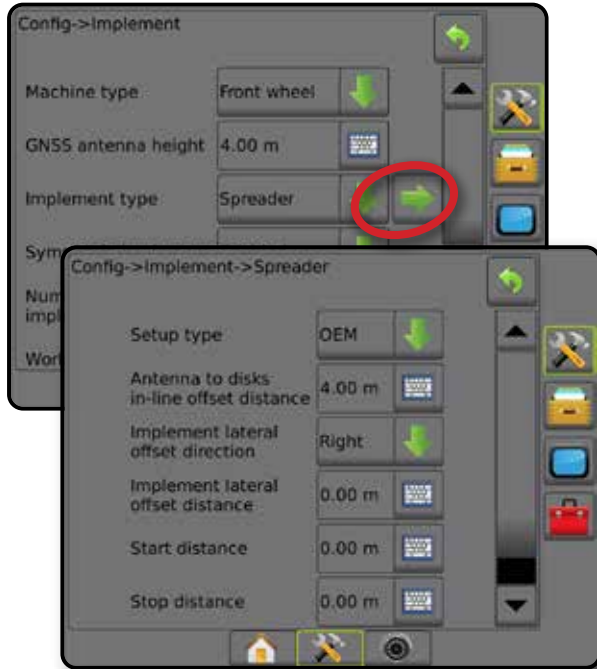 Config->Implement
Machine type
Front wheel
GNSS antenna height
4.00 m
Implement type
Spreader
Config->Implement->Spreader
Setup type
OEM
Antenna to disks
in-line offset distance
4.00 m
Implement lateral
offset direction
Right
Implement lateral
offset distance
0.00 m
Start distance
0.00 m
Stop distance
0.00 m